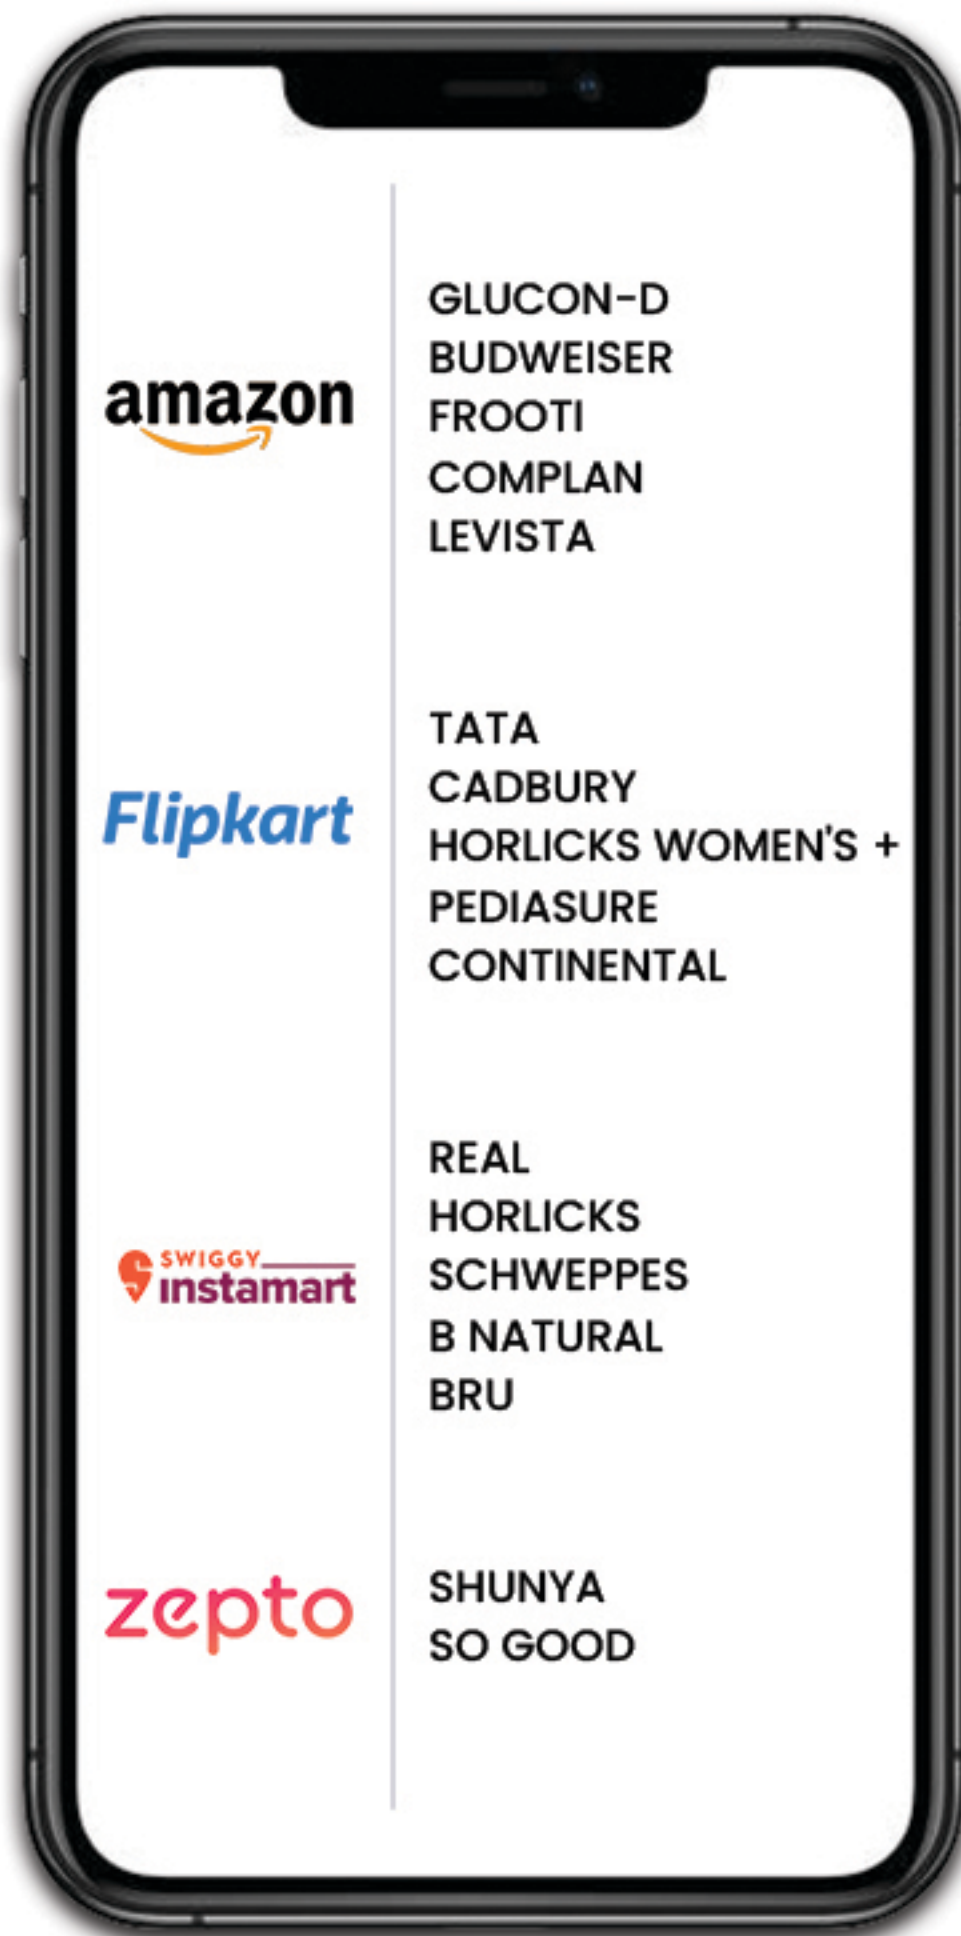 amazon
GLUCON-D
BUDWEISER
FROOTI
COMPLAN
LEVISTA
Flipkart
TATA
CADBURY
HORLICKS WOMEN'S +
PEDIASURE
CONTINENTAL
SWIGGY
instamart
REAL
HORLICKS
SCHWEPPES
B NATURAL
BRU
zepto
SHUNYA
SO GOOD